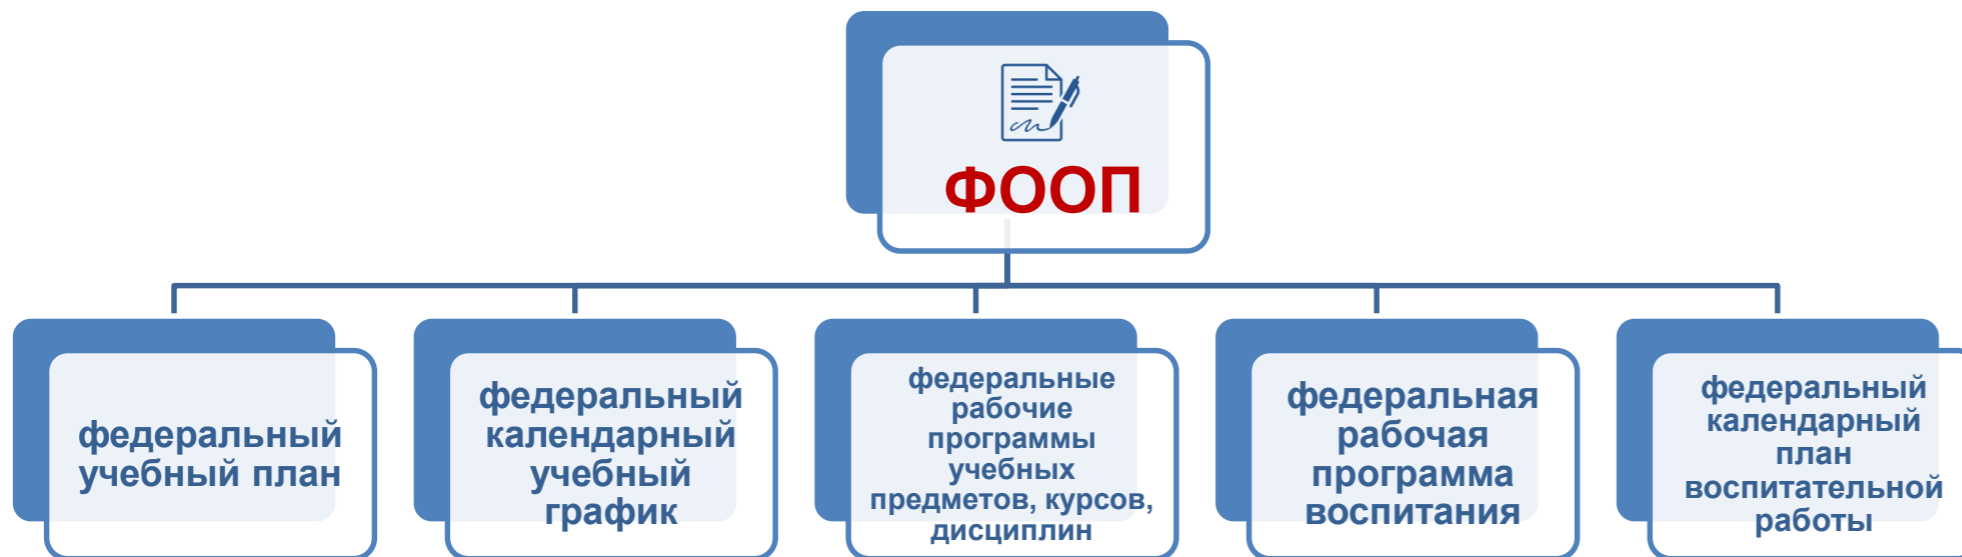 ФООП
федеральный
учебный план
федеральный
календарный
учебный
график
федеральные
рабочие
программы
учебных
предметов, курсов,
дисциплин
федеральная
рабочая
программа
воспитания
федеральный
календарный
план
воспитательной
работы